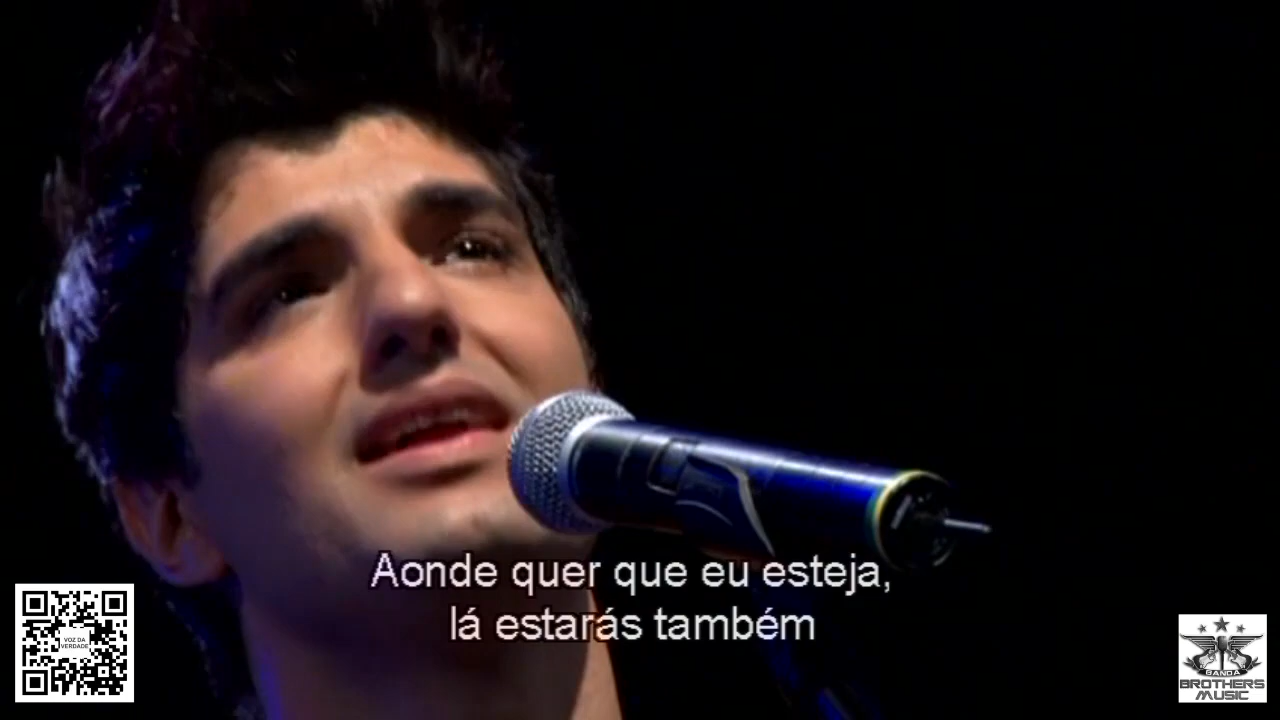 Aonde quer que eu esteja,
lá estarás também
VOZ DA
VERDADE
BANDA
BROTHERS
MUSIC